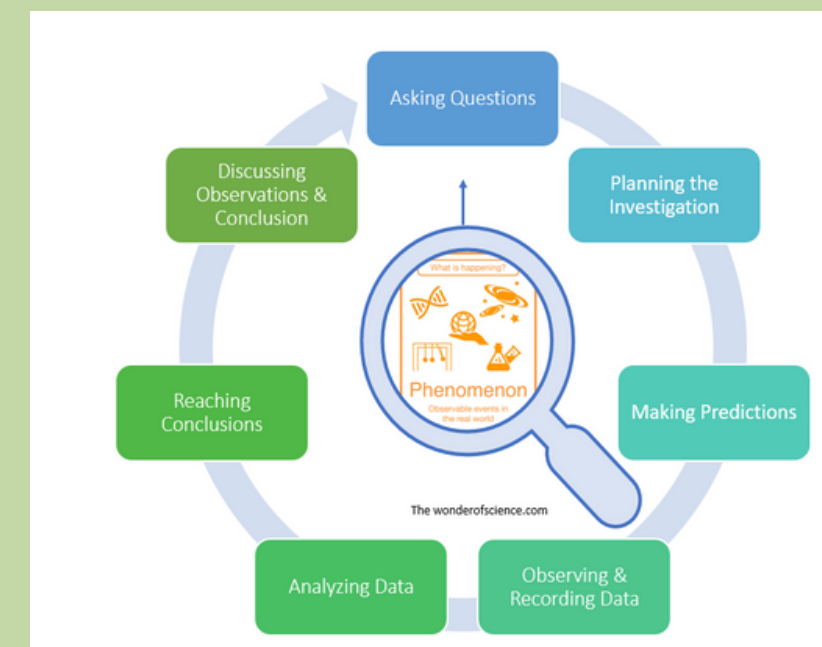 Asking Questions
Planning the
Investigation
Making Predictions
Observing &
Recording Data
Analyzing Data
Reaching
Conclusions
Discussing
Observations &
Conclusion
What is happening?
Phenomenon
Observable events in
the real world
The wonderofscience.com